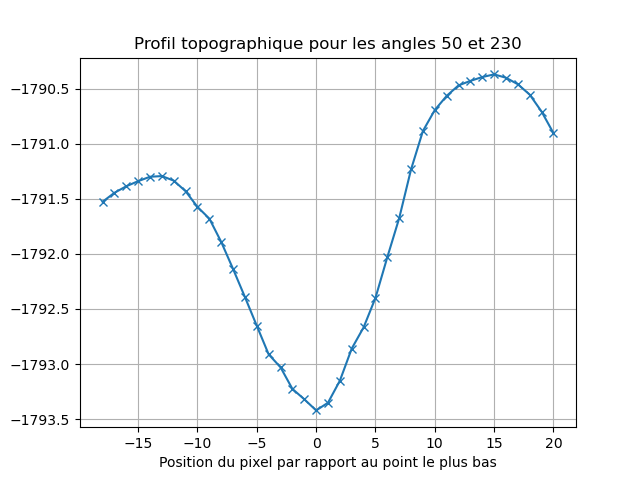 Profil topographique pour les angles 50 et 230
−1790.5
−1791.0
−1791.5
−1792.0
−1792.5
−1793.0
−1793.5
−15 −10 −5 0 5 10 15 20
Position du pixel par rapport au point le plus bas